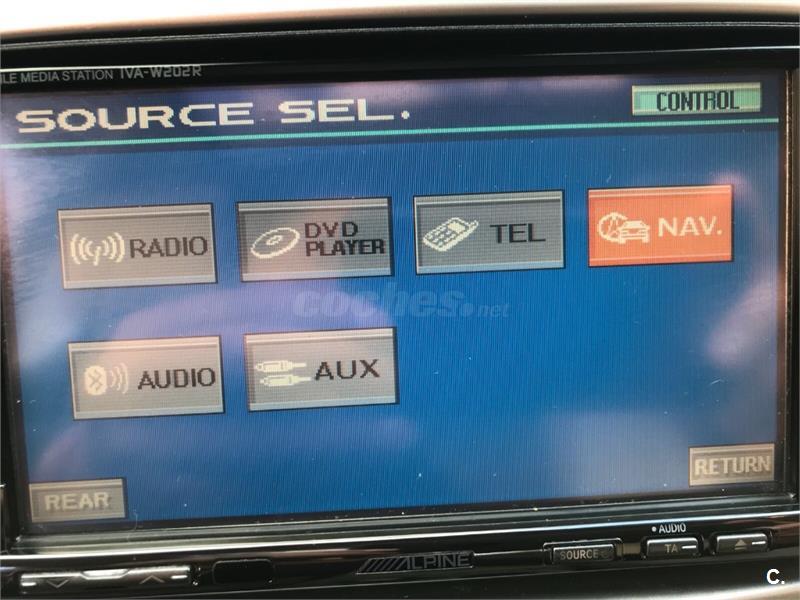 ILE MEDIA STATION IVA-W202R
SOURCE SEL.
CONTROL
RADIO
DVD PLAYER
TEL
NAV.
coches.net
AUDIO
AUX
REAR
RETURN
ALPINE
SOURCE
• AUDIO
TA
C.